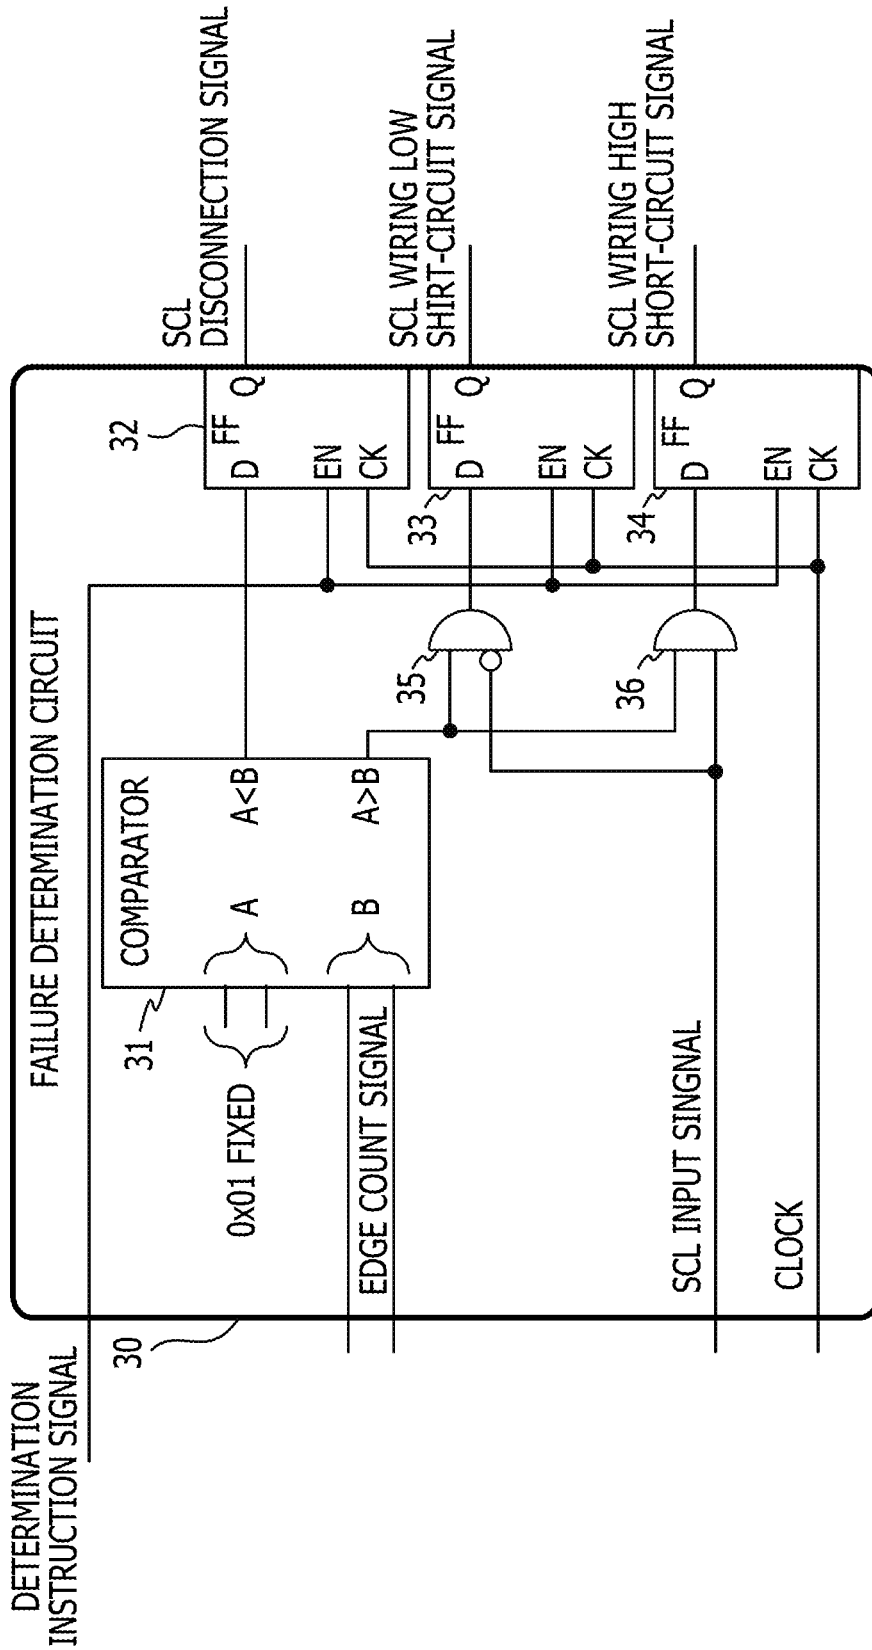 DETERMINATION
INSTRUCTION SIGNAL
30
FAILURE DETERMINATION CIRCUIT
31
COMPARATOR
0x01 FIXED
A
A<B
B
A>B
EDGE COUNT SIGNAL
SCL INPUT SINGNAL
CLOCK
35
36
32
FF
D
Q
EN
CK
33
FF
D
Q
EN
CK
34
FF
D
Q
EN
CK
SCL
DISCONNECTION SIGNAL
SCL WIRING LOW
SHIRT-CIRCUIT SIGNAL
SCL WIRING HIGH
SHORT-CIRCUIT SIGNAL